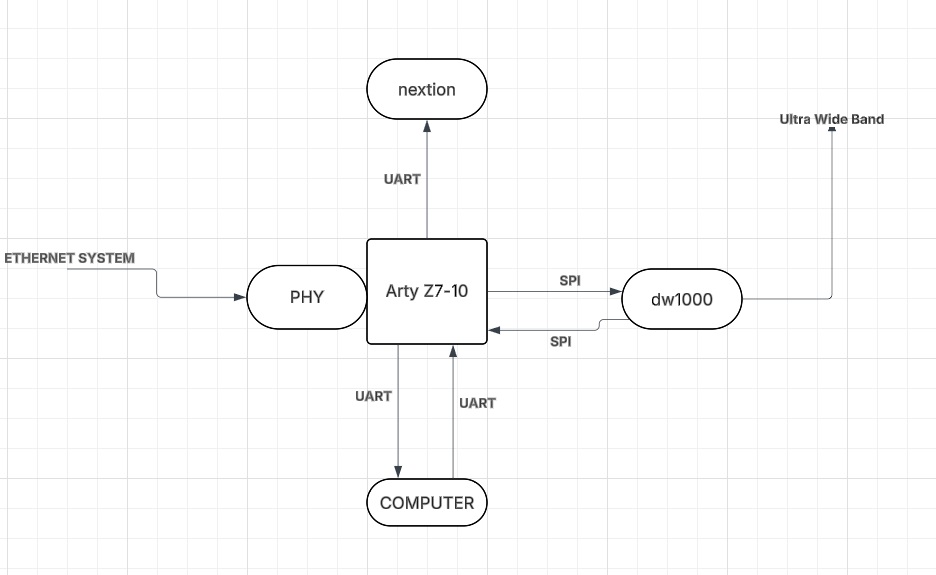 nextion
Ultra Wide Band
UART
ETHERNET SYSTEM
PHY
Arty Z7-10
SPI
dw1000
SPI
UART
UART
COMPUTER